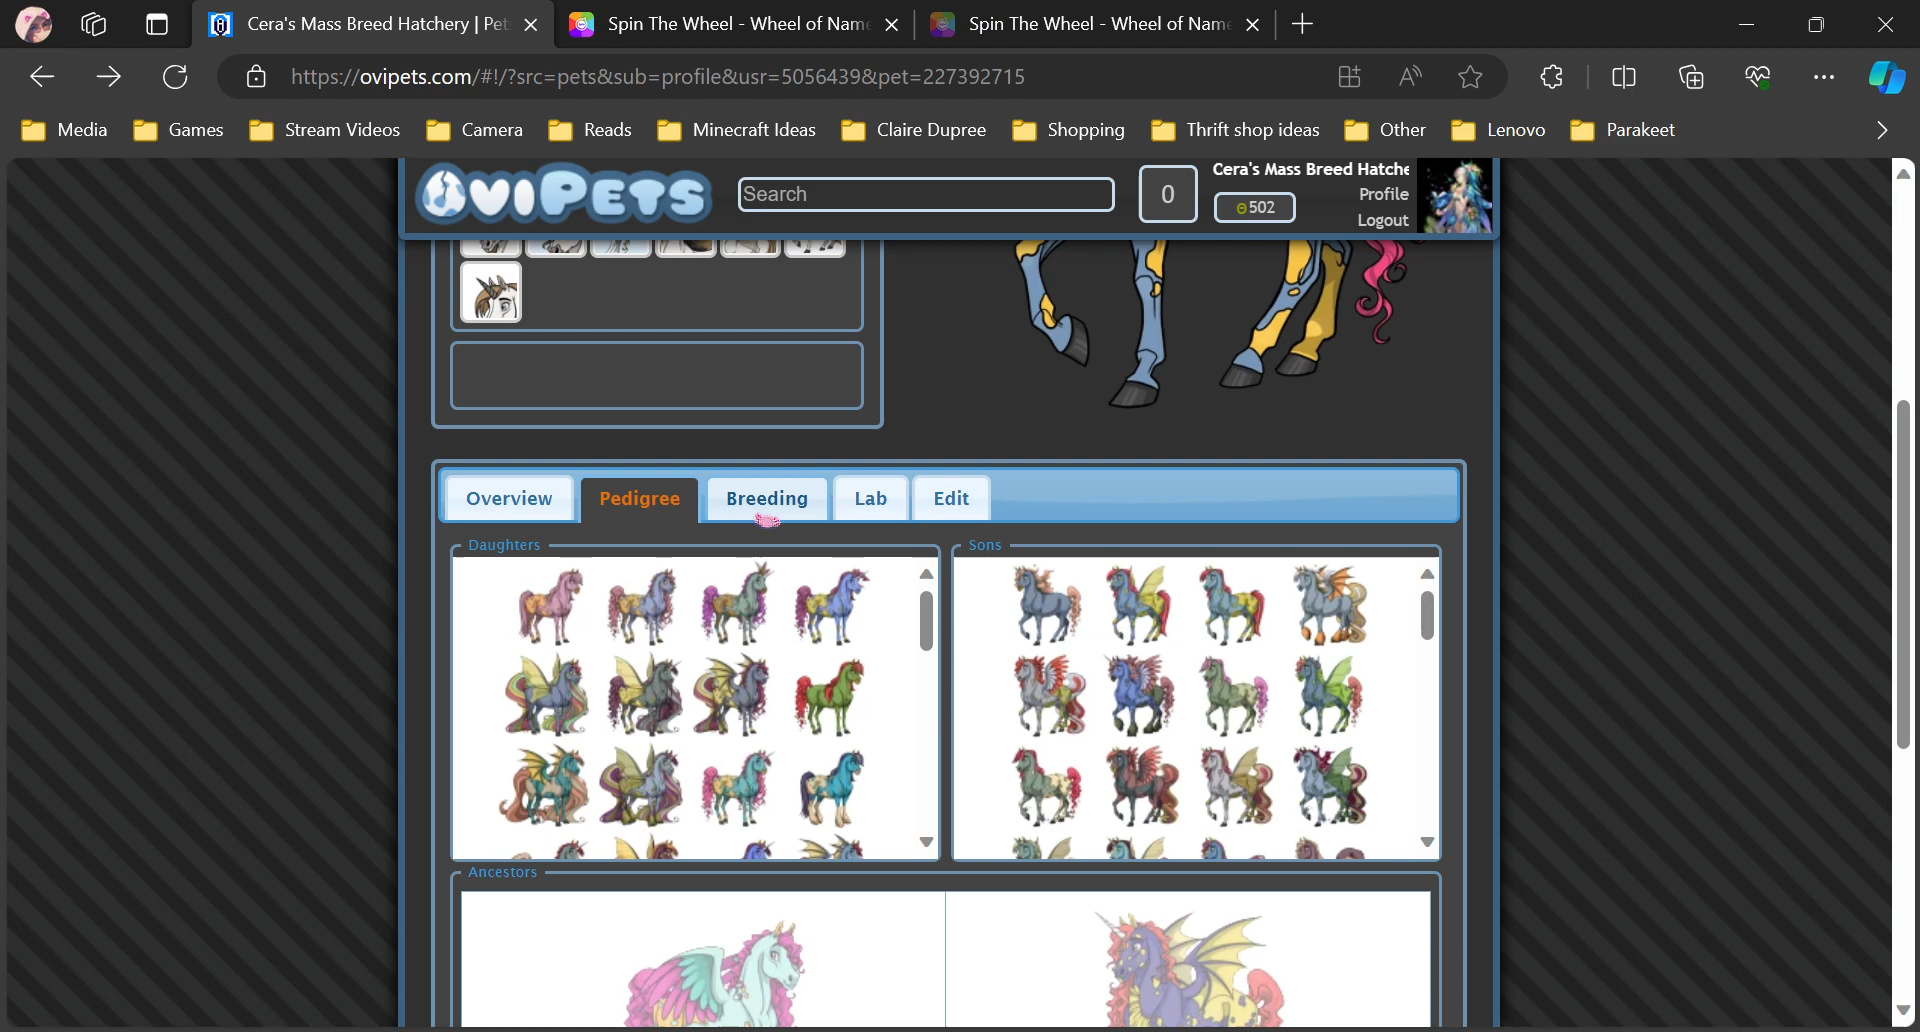 Cera's Mass Breed Hatchery | Pet
Spin The Wheel - Wheel of Name
Spin The Wheel - Wheel of Name
https://ovipets.com/#!/?src=pets&sub=profile&usr=5056439&pet=227392715
Media
Games
Stream Videos
Camera
Reads
Minecraft Ideas
Claire Dupree
Shopping
Thrift shop ideas
Other
Lenovo
Parakeet
OviPets
Search
0
Cera's Mass Breed Hatche
502
Profile
Logout
Overview
Pedigree
Breeding
Lab
Edit
Daughters
Sons
Ancestors